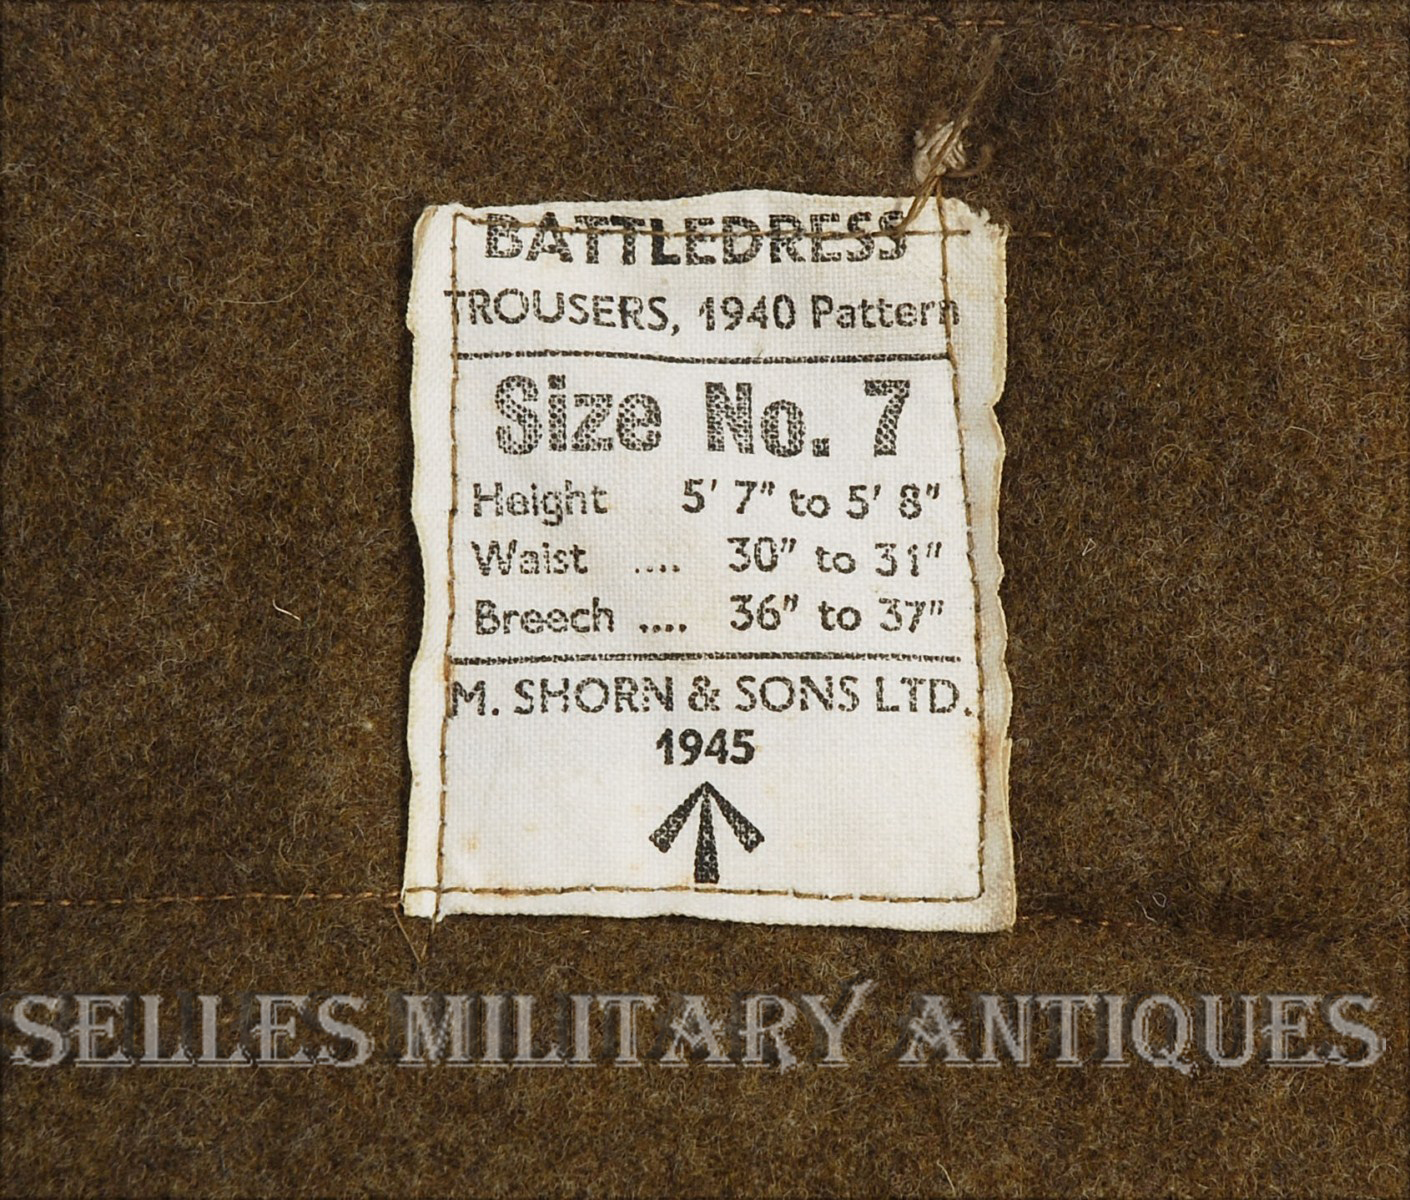 BATTLEDRESS
TROUSERS, 1940 Pattern
Size No. 7
Height 5' 7" to 5' 8"
Waist .... 30" to 31"
Breech .... 36" to 37"
M. SHORN & SONS LTD.
1945
SELLES MILITARY ANTIQUES